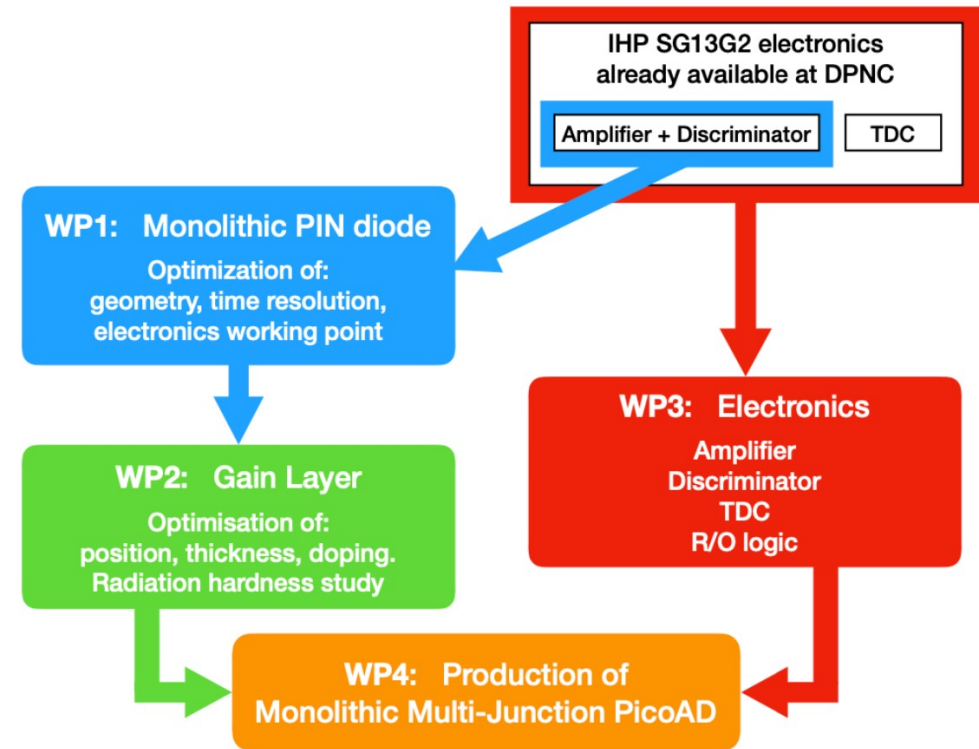 IHP SG13G2 electronics
already available at DPNC
Amplifier + Discriminator
TDC
WP1: Monolithic PIN diode
Optimization of:
geometry, time resolution,
electronics working point
WP2: Gain Layer
Optimisation of:
position, thickness, doping.
Radiation hardness study
WP3: Electronics
Amplifier
Discriminator
TDC
R/O logic
WP4: Production of
Monolithic Multi-Junction PicoAD